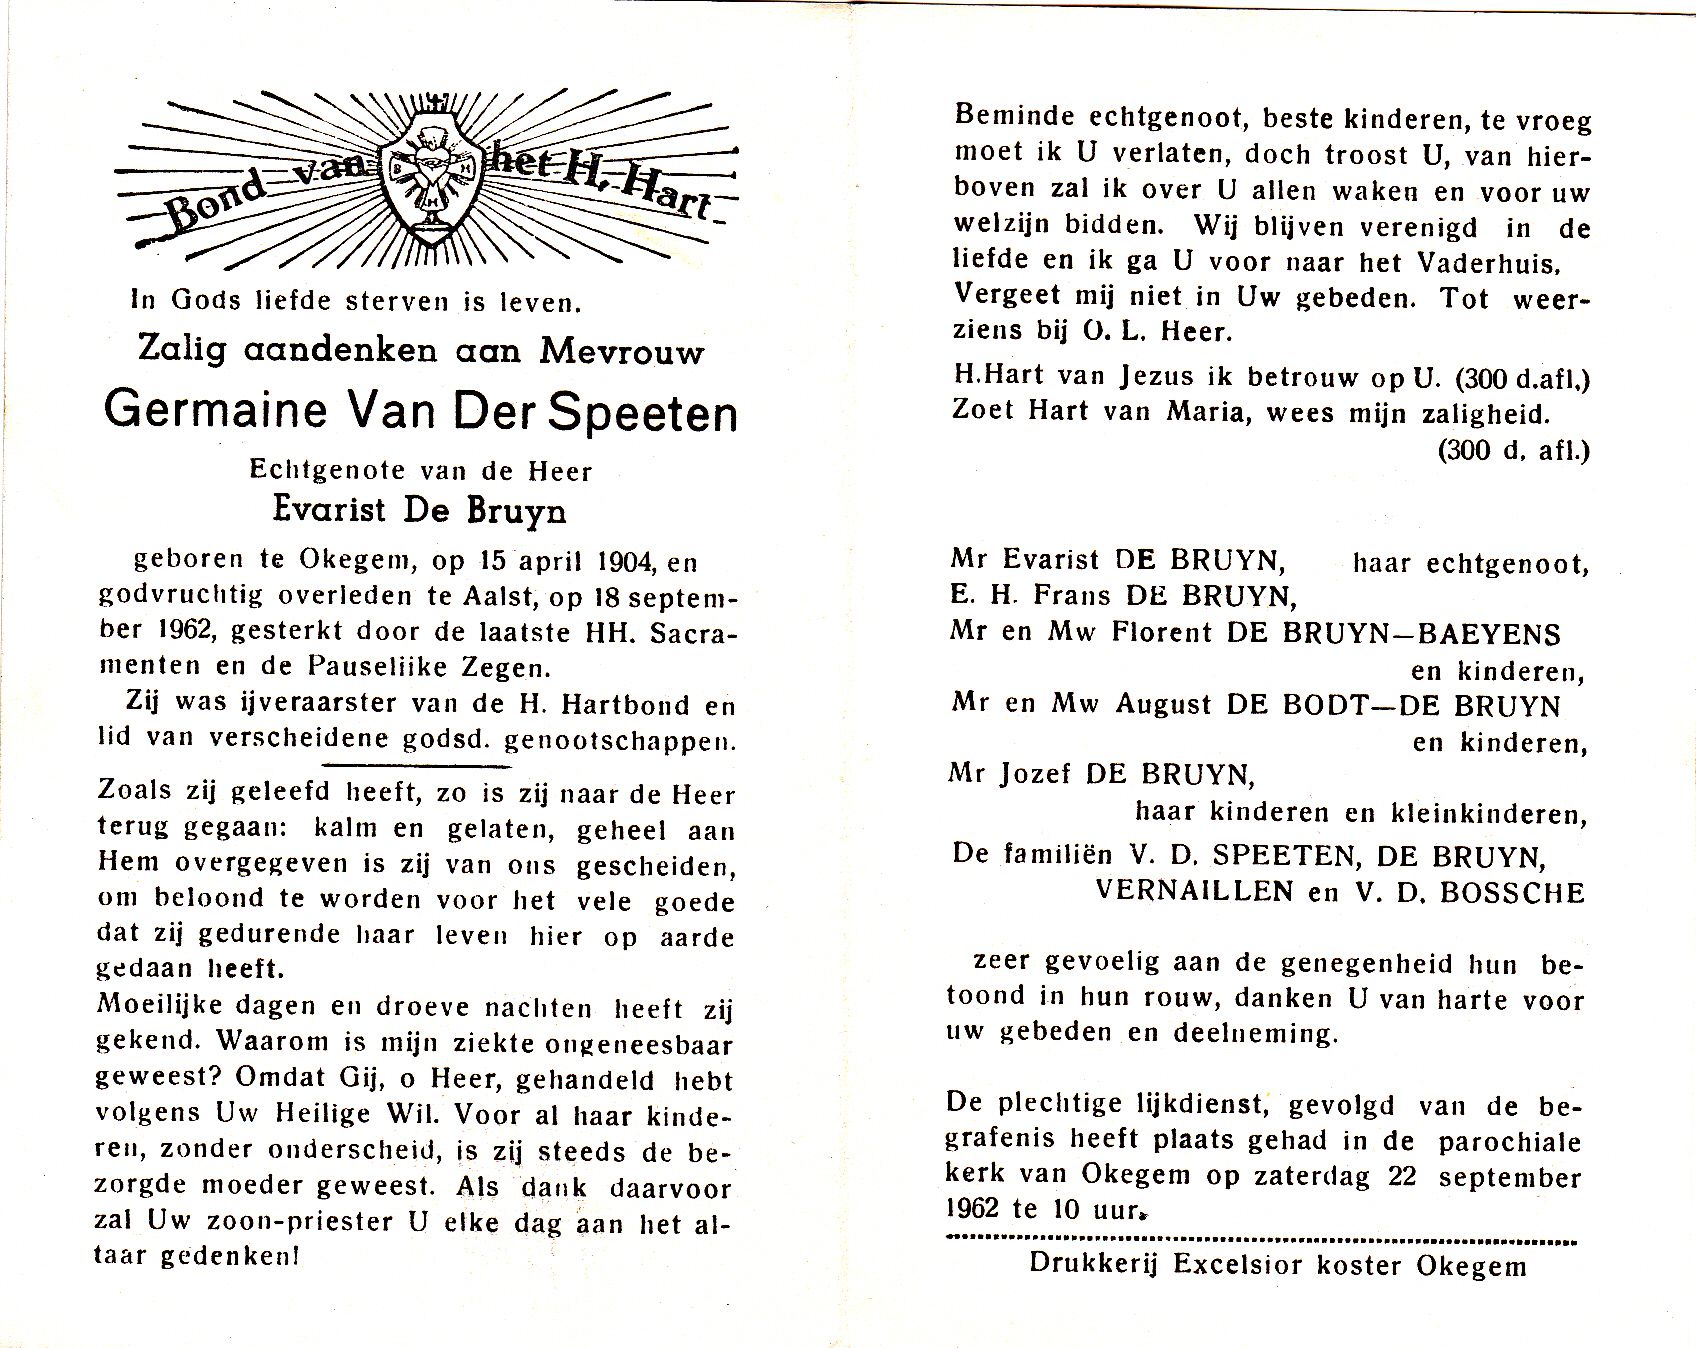 Bond van het H. Hart
B H
M
In Gods liefde sterven is leven.
Zalig aandenken aan Mevrouw
Germaine Van Der Speeten
Echtgenote van de Heer
Evarist De Bruyn
geboren te Okegem, op 15 april 1904, en
godvruchtig overleden te Aalst, op 18 septem-
ber 1962, gesterkt door de laatste HH. Sacra-
menten en de Pauseliike Zegen.
Zij was ijveraarster van de H. Hartbond en
lid van verscheidene godsd. genootschappen.
Zoals zij geleefd heeft, zo is zij naar de Heer
terug gegaan: kalm en gelaten, geheel aan
Hem overgegeven is zij van ons gescheiden,
om beloond te worden voor het vele goede
dat zij gedurende haar leven hier op aarde
gedaan heeft.
Moeilijke dagen en droeve nachten heeft zij
gekend. Waarom is mijn ziekte ongeneesbaar
geweest? Omdat Gij, o Heer, gehandeld hebt
volgens Uw Heilige Wil. Voor al haar kinde-
ren, zonder onderscheid, is zij steeds de be-
zorgde moeder geweest. Als dank daarvoor
zal Uw zoon-priester U elke dag aan het al-
taar gedenken!
Beminde echtgenoot, beste kinderen, te vroeg
moet ik U verlaten, doch troost U, van hier-
boven zal ik over U allen waken en voor uw
welzijn bidden. Wij blijven verenigd in de
liefde en ik ga U voor naar het Vaderhuis.
Vergeet mij niet in Uw gebeden. Tot weer-
ziens bij O. L. Heer.
H.Hart van Jezus ik betrouw op U. (300 d.afl.)
Zoet Hart van Maria, wees mijn zaligheid.
(300 d. afl.)
Mr Evarist DE BRUYN, haar echtgenoot,
E. H. Frans DE BRUYN,
Mr en Mw Florent DE BRUYN—BAEYENS
en kinderen,
Mr en Mw August DE BODT—DE BRUYN
en kinderen,
Mr Jozef DE BRUYN,
haar kinderen en kleinkinderen,
De familiën V. D. SPEETEN, DE BRUYN,
VERNAILLEN en V. D. BOSSCHE
zeer gevoelig aan de genegenheid hun be-
toond in hun rouw, danken U van harte voor
uw gebeden en deelneming.
De plechtige lijkdienst, gevolgd van de be-
grafenis heeft plaats gehad in de parochiale
kerk van Okegem op zaterdag 22 september
1962 te 10 uur.
Drukkerij Excelsior koster Okegem